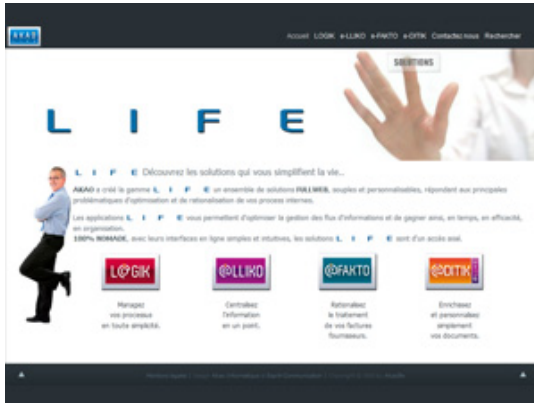 AKAO
Accueil LOGIK e-LLIKO e-FAKTO e-DITIK Contactez nous Rechercher
SOLUTIONS
L I F E
L I F E Découvrez les solutions qui vous simplifient la vie...
AKAO a créé la gamme L I F E un ensemble de solutions FULLWEB, souples et personnalisables, répondant aux principales
problématiques d'optimisation et de rationalisation de vos process internes.
Les applications L I F E vous permettent d'optimiser la gestion des flux d'informations et de gagner ainsi, en temps, en efficacité,
en organisation.
100% NOMADE, avec leurs interfaces en ligne simples et intuitives, les solutions L I F E sont d'un accès aisé.
L@GIK @LLIKO @FAKTO @DITIK
Managez Centralisez Rationalisez Enrichissez
vos processus l'information le traitement et personnalisez
en toute simplicité. en un point. de vos factures simplement
fournisseurs. vos documents.